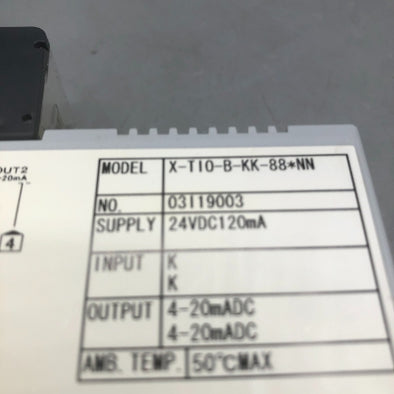 OUT2
-20mA
4
MODEL X-TIO-B-KK-88*NN
NO. 03I19003
SUPPLY 24VDC120mA
INPUT K
K
OUTPUT 4-20mADC
4-20mADC
AMB. TEMP. 50℃MAX